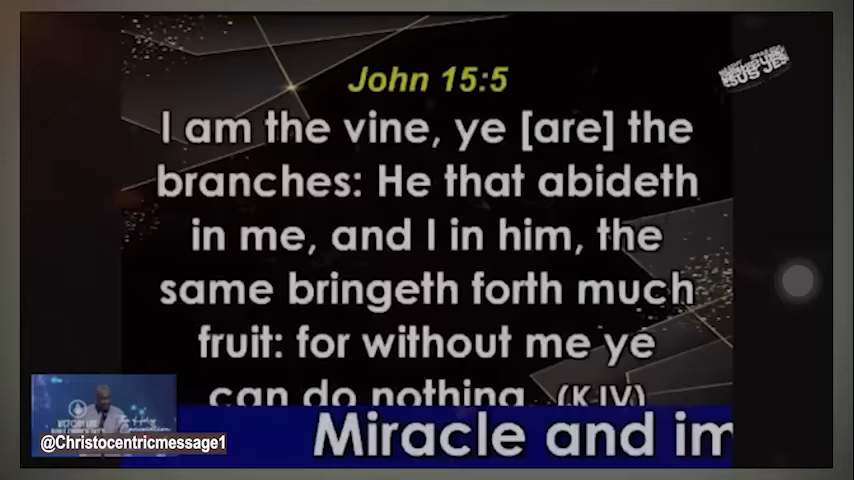 John 15:5
I am the vine, ye [are] the
branches: He that abideth
in me, and I in him, the
same bringeth forth much
fruit: for without me ye
can do nothing. (KJV)
Miracle and im
@Christocentricmessage1